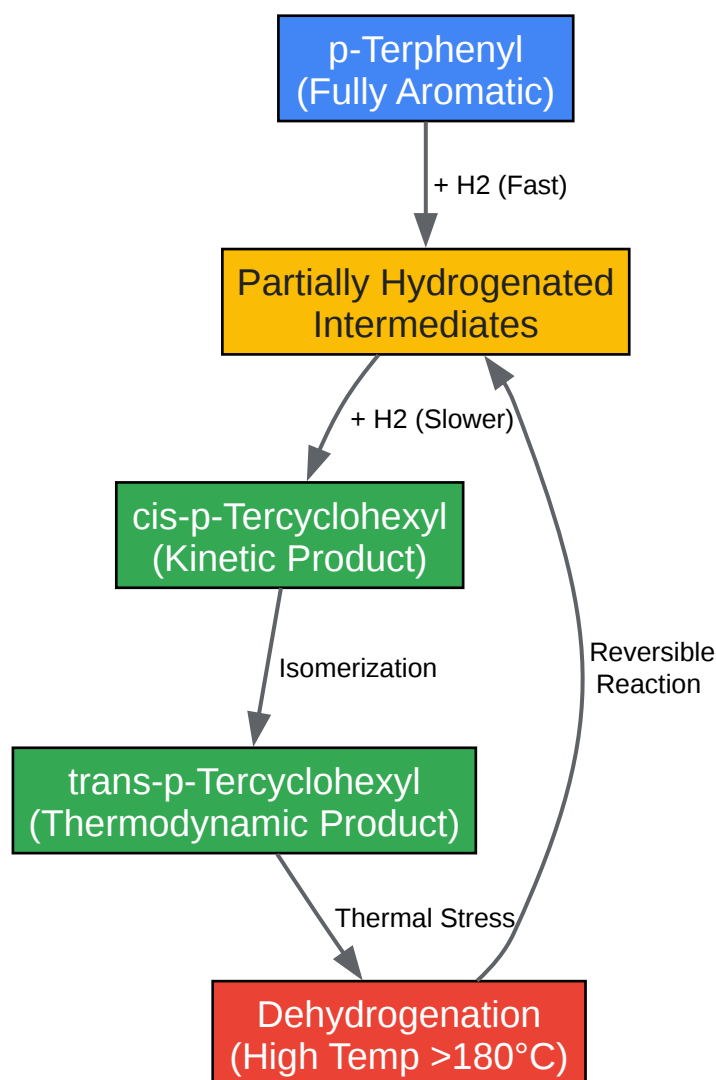 p-Terphenyl
(Fully Aromatic)
+ H2 (Fast)
Partially Hydrogenated
Intermediates
+ H2 (Slower)
cis-p-Tercyclohexyl
(Kinetic Product)
Isomerization
Reversible
Reaction
trans-p-Tercyclohexyl
(Thermodynamic Product)
Thermal Stress
Dehydrogenation
(High Temp >180°C)